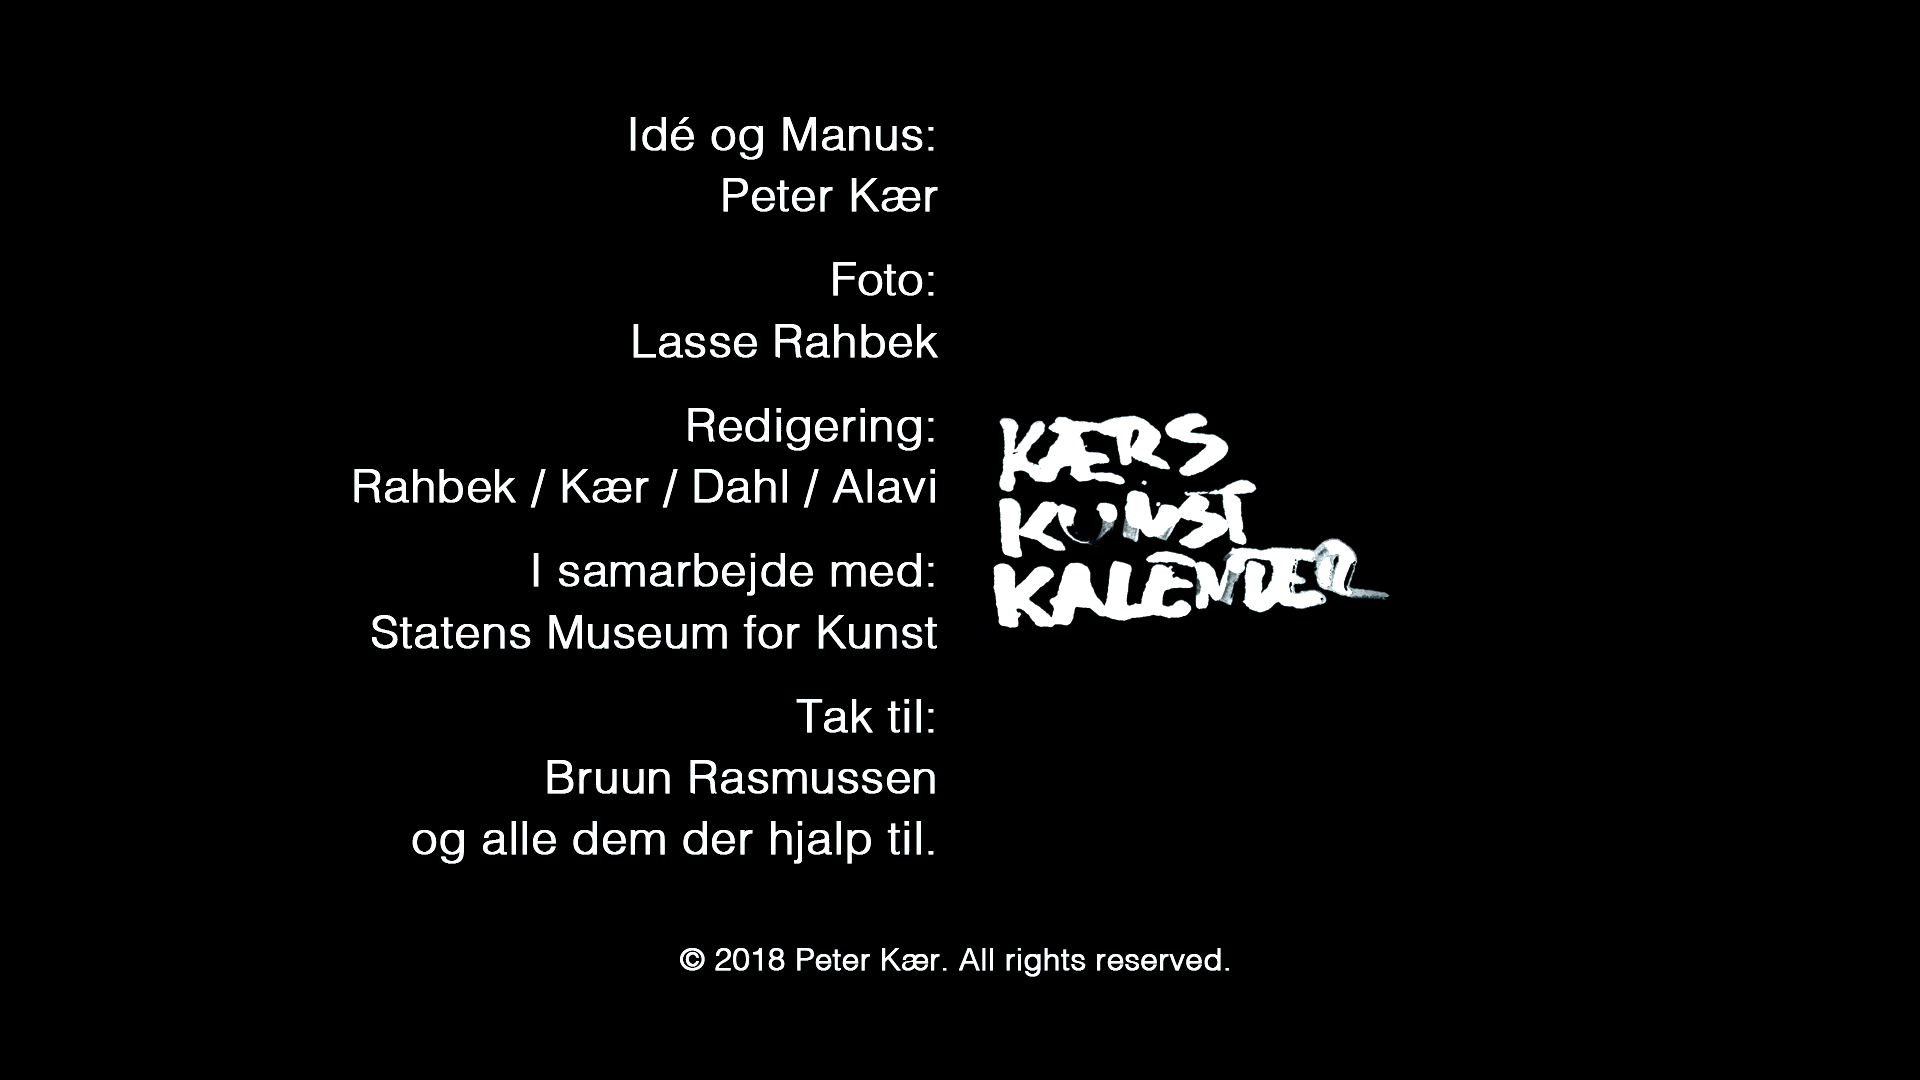 Idé og Manus:
Peter Kær
Foto:
Lasse Rahbek
Redigering:
Rahbek / Kær / Dahl / Alavi
I samarbejde med:
Statens Museum for Kunst
Tak til:
Bruun Rasmussen
og alle dem der hjalp til.
KÆRS
KUNST
KALENDER
© 2018 Peter Kær. All rights reserved.